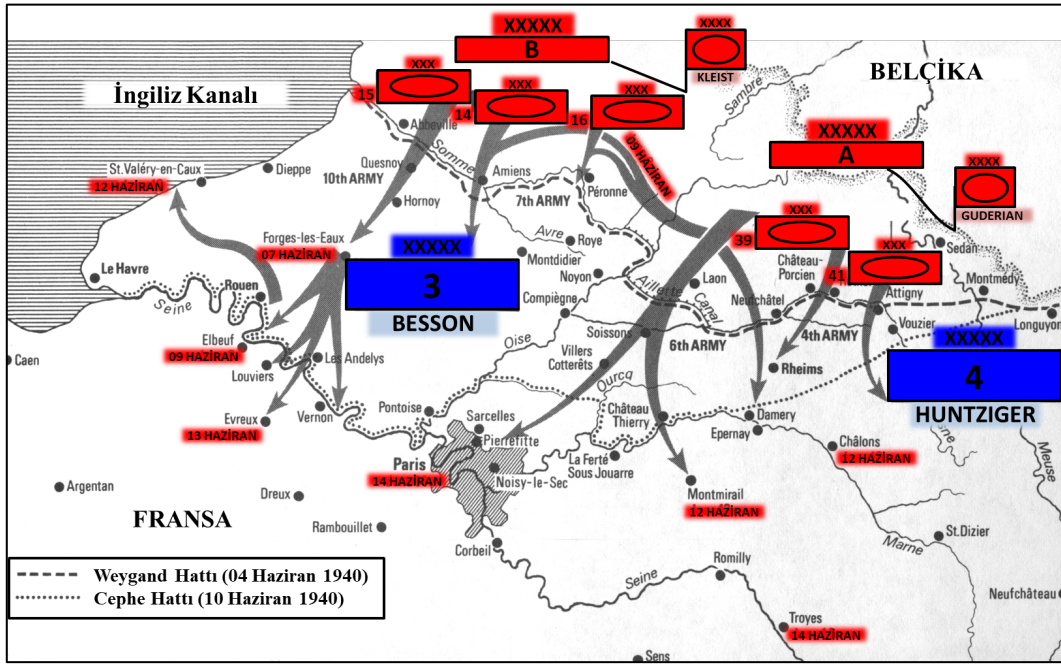 XXXXX
B
XXXX
KLEIST
BELÇİKA
İngiliz Kanalı
XXX
15
XXX
14
XXX
16
Sambre
XXXXX
A
XXXX
GUDERIAN
09 HAZİRAN
Abbeville
Somme
St.Valéry-en-Caux
12 HAZİRAN
Dieppe
Quesnoy
10th ARMY
Amiens
Péronne
7th ARMY
Hornoy
Avre
Roye
Montdidier
Noyon
XXX
39
XXX
41
Sedan
Château-
Porcien
Montmédy
Attigny
Longuyon
Forges-les-Eaux
07 HAZİRAN
XXXXX
3
BESSON
Le Havre
Seine
Rouen
Compiègne
Laon
Ailette
Canal
Neufchâtel
Vouzier
4th ARMY
6th ARMY
Soissons
Oise
Elbeuf
09 HAZİRAN
Les Andelys
Louviers
Caen
Villers
Cotterêts
Ourcq
Rheims
XXXXX
4
HUNTZIGER
Vernon
Evreux
13 HAZİRAN
Pontoise
Sarcelles
Pierrefitte
Paris
14 HAZİRAN
Noisy-le-Sec
Château
Thierry
La Ferté
Sous Jouarre
Damery
Epernay
Châlons
12 HAZİRAN
Meuse
Montmirail
12 HAZİRAN
Argentan
Dreux
FRANSA
Rambouillet
Corbeil
St.Dizier
Marne
Romilly
Seine
Neufchâteau
Troyes
14 HAZİRAN
Sens
Weygand Hattı (04 Haziran 1940)
Cephe Hattı (10 Haziran 1940)